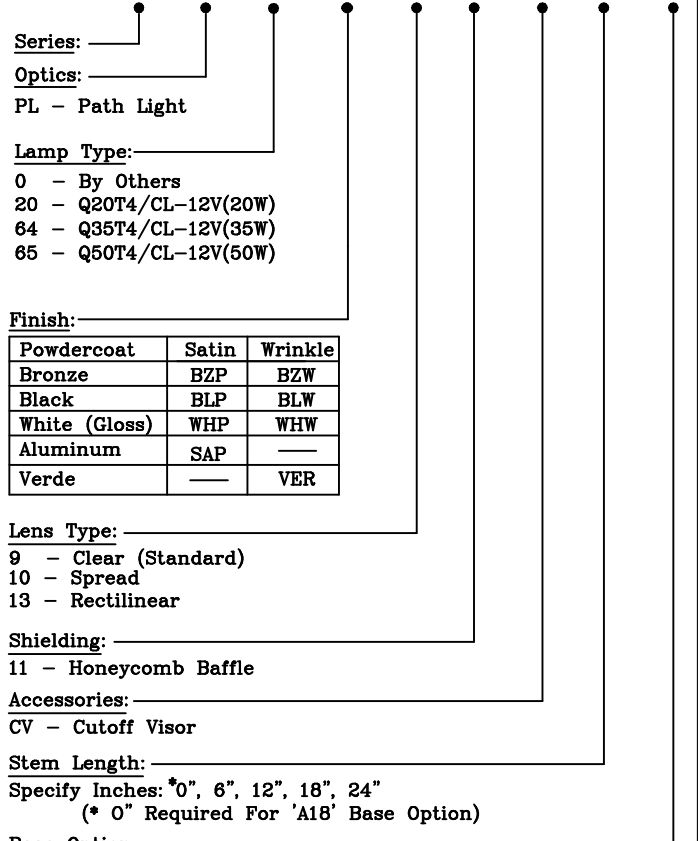 Series:
Optics:
PL – Path Light
Lamp Type:
0 – By Others
20 – Q20T4/CL–12V(20W)
64 – Q35T4/CL–12V(35W)
65 – Q50T4/CL–12V(50W)
Finish:
Powdercoat Satin Wrinkle
Bronze BZP BZW
Black BLP BLW
White (Gloss) WHP WHW
Aluminum SAP —
Verde — VER
Lens Type:
9 – Clear (Standard)
10 – Spread
13 – Rectilinear
Shielding:
11 – Honeycomb Baffle
Accessories:
CV – Cutoff Visor
Stem Length:
Specify Inches: *0", 6", 12", 18", 24"
(* 0" Required For 'A18' Base Option)